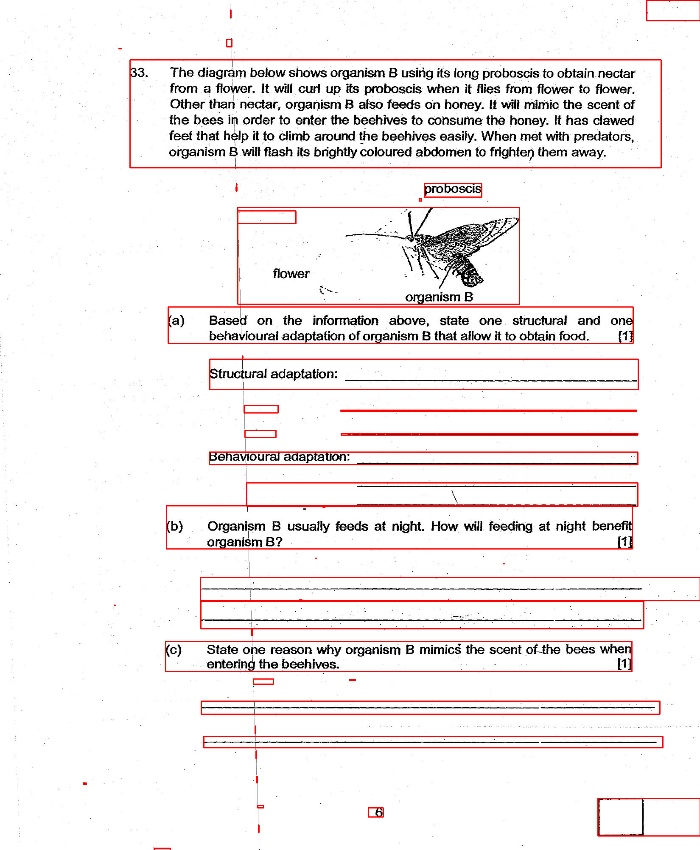 33. The diagram below shows organism B using its long proboscis to obtain nectar
from a flower. It will curl up its proboscis when it flies from flower to flower.
Other than nectar, organism B also feeds on honey. It will mimic the scent of
the bees in order to enter the beehives to consume the honey. It has clawed
feet that help it to climb around the beehives easily. When met with predators,
organism B will flash its brightly coloured abdomen to frighten them away.
proboscis
flower
organism B
(a) Based on the information above, state one structural and one
behavioural adaptation of organism B that allow it to obtain food. [1]
Structural adaptation:
Behavioural adaptation:
(b) Organism B usually feeds at night. How will feeding at night benefit
organism B? [1]
(c) State one reason why organism B mimics the scent of the bees when
entering the beehives. [1]
6